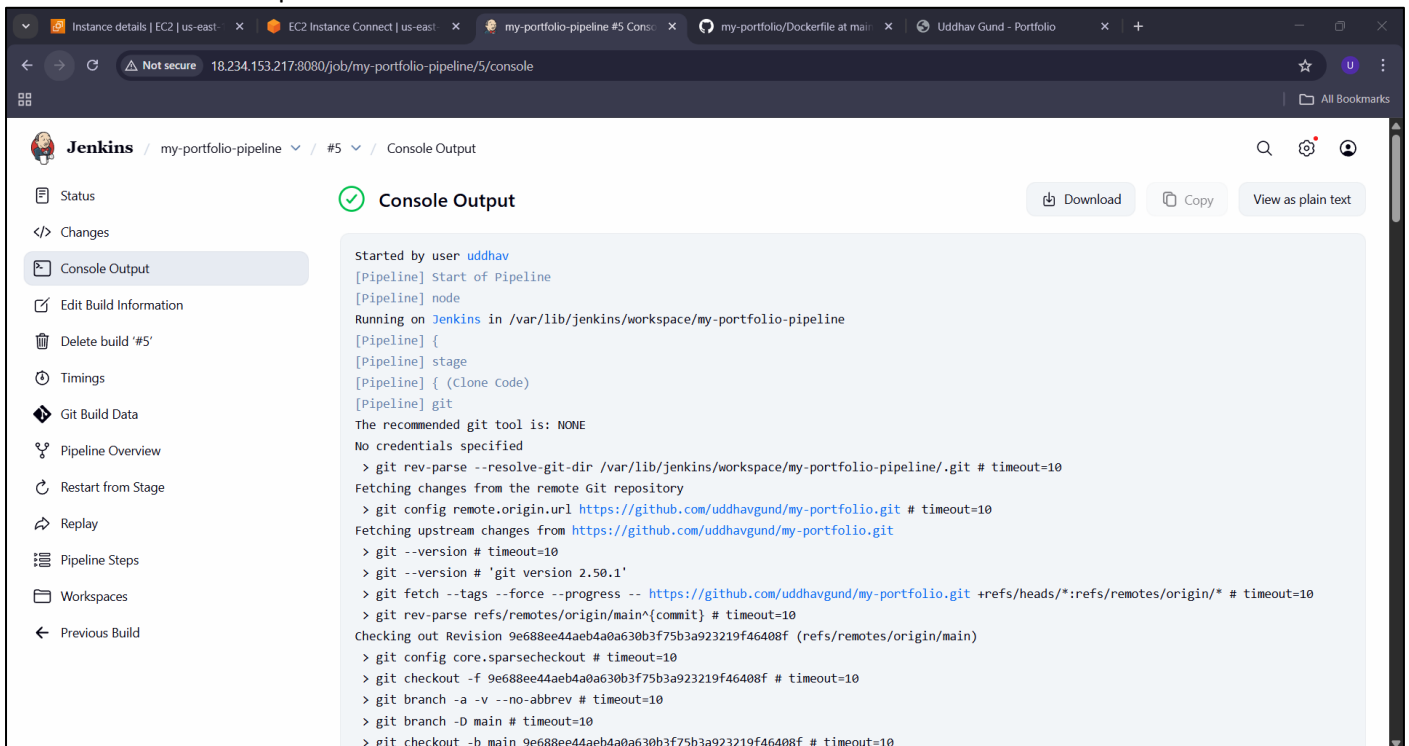 Instance details | EC2 | us-east-
EC2 Instance Connect | us-east-
my-portfolio-pipeline #5 Conso
my-portfolio/Dockerfile at main
Uddhav Gund - Portfolio
Not secure 18.234.153.217:8080/job/my-portfolio-pipeline/5/console
U
All Bookmarks
Jenkins / my-portfolio-pipeline / #5 / Console Output
Status
Changes
Console Output
Edit Build Information
Delete build '#5'
Timings
Git Build Data
Pipeline Overview
Restart from Stage
Replay
Pipeline Steps
Workspaces
Previous Build
Console Output
Download
Copy
View as plain text
Started by user uddhav
[Pipeline] Start of Pipeline
[Pipeline] node
Running on Jenkins in /var/lib/jenkins/workspace/my-portfolio-pipeline
[Pipeline] {
[Pipeline] stage
[Pipeline] { (Clone Code)
[Pipeline] git
The recommended git tool is: NONE
No credentials specified
> git rev-parse --resolve-git-dir /var/lib/jenkins/workspace/my-portfolio-pipeline/.git # timeout=10
Fetching changes from the remote Git repository
> git config remote.origin.url https://github.com/uddhavgund/my-portfolio.git # timeout=10
Fetching upstream changes from https://github.com/uddhavgund/my-portfolio.git
> git --version # timeout=10
> git --version # 'git version 2.50.1'
> git fetch --tags --force --progress -- https://github.com/uddhavgund/my-portfolio.git +refs/heads/*:refs/remotes/origin/* # timeout=10
> git rev-parse refs/remotes/origin/main^{commit} # timeout=10
Checking out Revision 9e688ee44aeb4a0a630b3f75b3a923219f46408f (refs/remotes/origin/main)
> git config core.sparsecheckout # timeout=10
> git checkout -f 9e688ee44aeb4a0a630b3f75b3a923219f46408f # timeout=10
> git branch -a -v --no-abbrev # timeout=10
> git branch -D main # timeout=10
> git checkout -b main 9e688ee44aeb4a0a630b3f75b3a923219f46408f # timeout=10